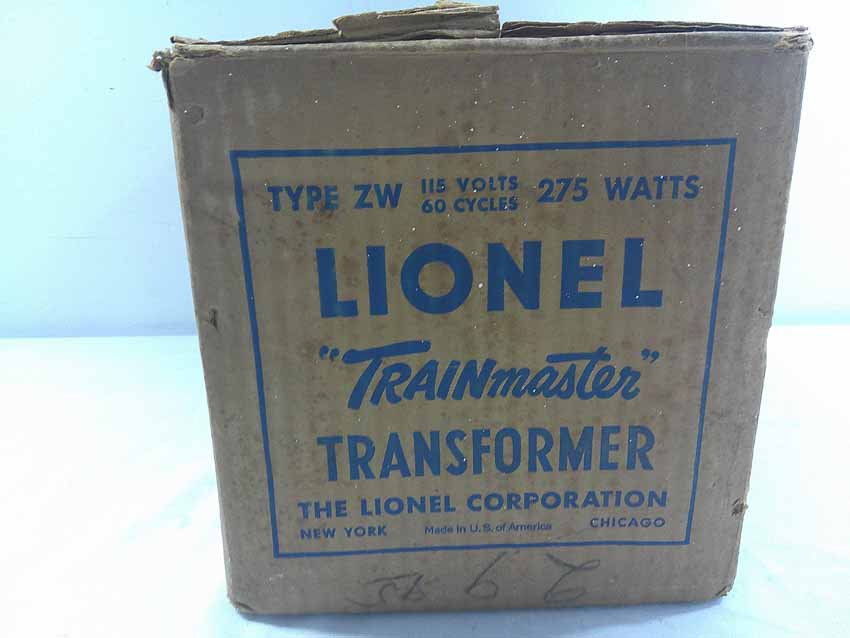 TYPE ZW 115 VOLTS 60 CYCLES 275 WATTS
LIONEL
"TRAINmaster"
TRANSFORMER
THE LIONEL CORPORATION
NEW YORK Made in U.S. of America CHICAGO